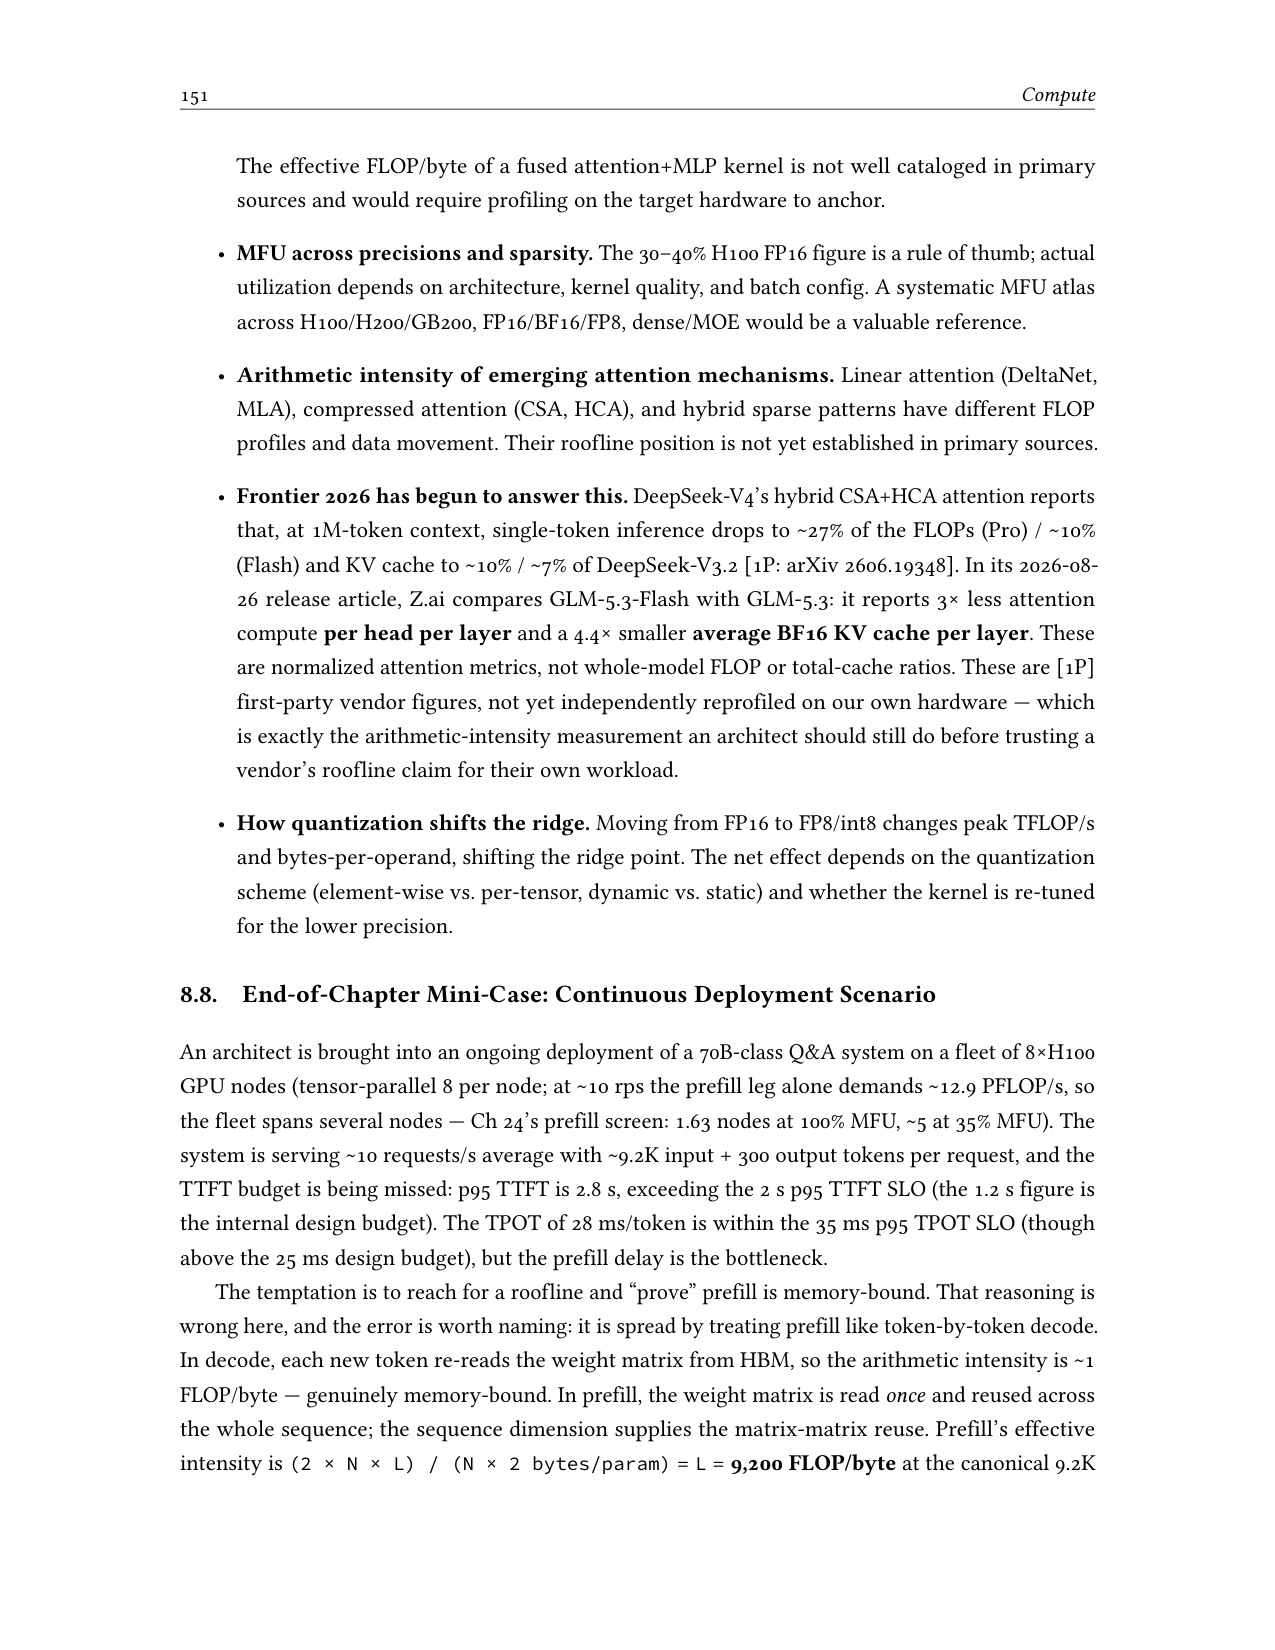 151 Compute
The effective FLOP/byte of a fused attention+MLP kernel is not well cataloged in primary
sources and would require profiling on the target hardware to anchor.
• MFU across precisions and sparsity. The 30–40% H100 FP16 figure is a rule of thumb; actual
utilization depends on architecture, kernel quality, and batch config. A systematic MFU atlas
across H100/H200/GB200, FP16/BF16/FP8, dense/MOE would be a valuable reference.
• Arithmetic intensity of emerging attention mechanisms. Linear attention (DeltaNet,
MLA), compressed attention (CSA, HCA), and hybrid sparse patterns have different FLOP
profiles and data movement. Their roofline position is not yet established in primary sources.
• Frontier 2026 has begun to answer this. DeepSeek-V4’s hybrid CSA+HCA attention reports
that, at 1M-token context, single-token inference drops to ~27% of the FLOPs (Pro) / ~10%
(Flash) and KV cache to ~10% / ~7% of DeepSeek-V3.2 [1P: arXiv 2606.19348]. In its 2026-08-
26 release article, Z.ai compares GLM-5.3-Flash with GLM-5.3: it reports 3× less attention
compute per head per layer and a 4.4× smaller average BF16 KV cache per layer. These
are normalized attention metrics, not whole-model FLOP or total-cache ratios. These are [1P]
first-party vendor figures, not yet independently reprofiled on our own hardware — which
is exactly the arithmetic-intensity measurement an architect should still do before trusting a
vendor’s roofline claim for their own workload.
• How quantization shifts the ridge. Moving from FP16 to FP8/int8 changes peak TFLOP/s
and bytes-per-operand, shifting the ridge point. The net effect depends on the quantization
scheme (element-wise vs. per-tensor, dynamic vs. static) and whether the kernel is re-tuned
for the lower precision.
8.8. End-of-Chapter Mini-Case: Continuous Deployment Scenario
An architect is brought into an ongoing deployment of a 70B-class Q&A system on a fleet of 8×H100
GPU nodes (tensor-parallel 8 per node; at ~10 rps the prefill leg alone demands ~12.9 PFLOP/s, so
the fleet spans several nodes — Ch 24’s prefill screen: 1.63 nodes at 100% MFU, ~5 at 35% MFU). The
system is serving ~10 requests/s average with ~9.2K input + 300 output tokens per request, and the
TTFT budget is being missed: p95 TTFT is 2.8 s, exceeding the 2 s p95 TTFT SLO (the 1.2 s figure is
the internal design budget). The TPOT of 28 ms/token is within the 35 ms p95 TPOT SLO (though
above the 25 ms design budget), but the prefill delay is the bottleneck.
The temptation is to reach for a roofline and “prove” prefill is memory-bound. That reasoning is
wrong here, and the error is worth naming: it is spread by treating prefill like token-by-token decode.
In decode, each new token re-reads the weight matrix from HBM, so the arithmetic intensity is ~1
FLOP/byte — genuinely memory-bound. In prefill, the weight matrix is read once and reused across
the whole sequence; the sequence dimension supplies the matrix-matrix reuse. Prefill’s effective
intensity is (2 × N × L) / (N × 2 bytes/param) = L = 9,200 FLOP/byte at the canonical 9.2K